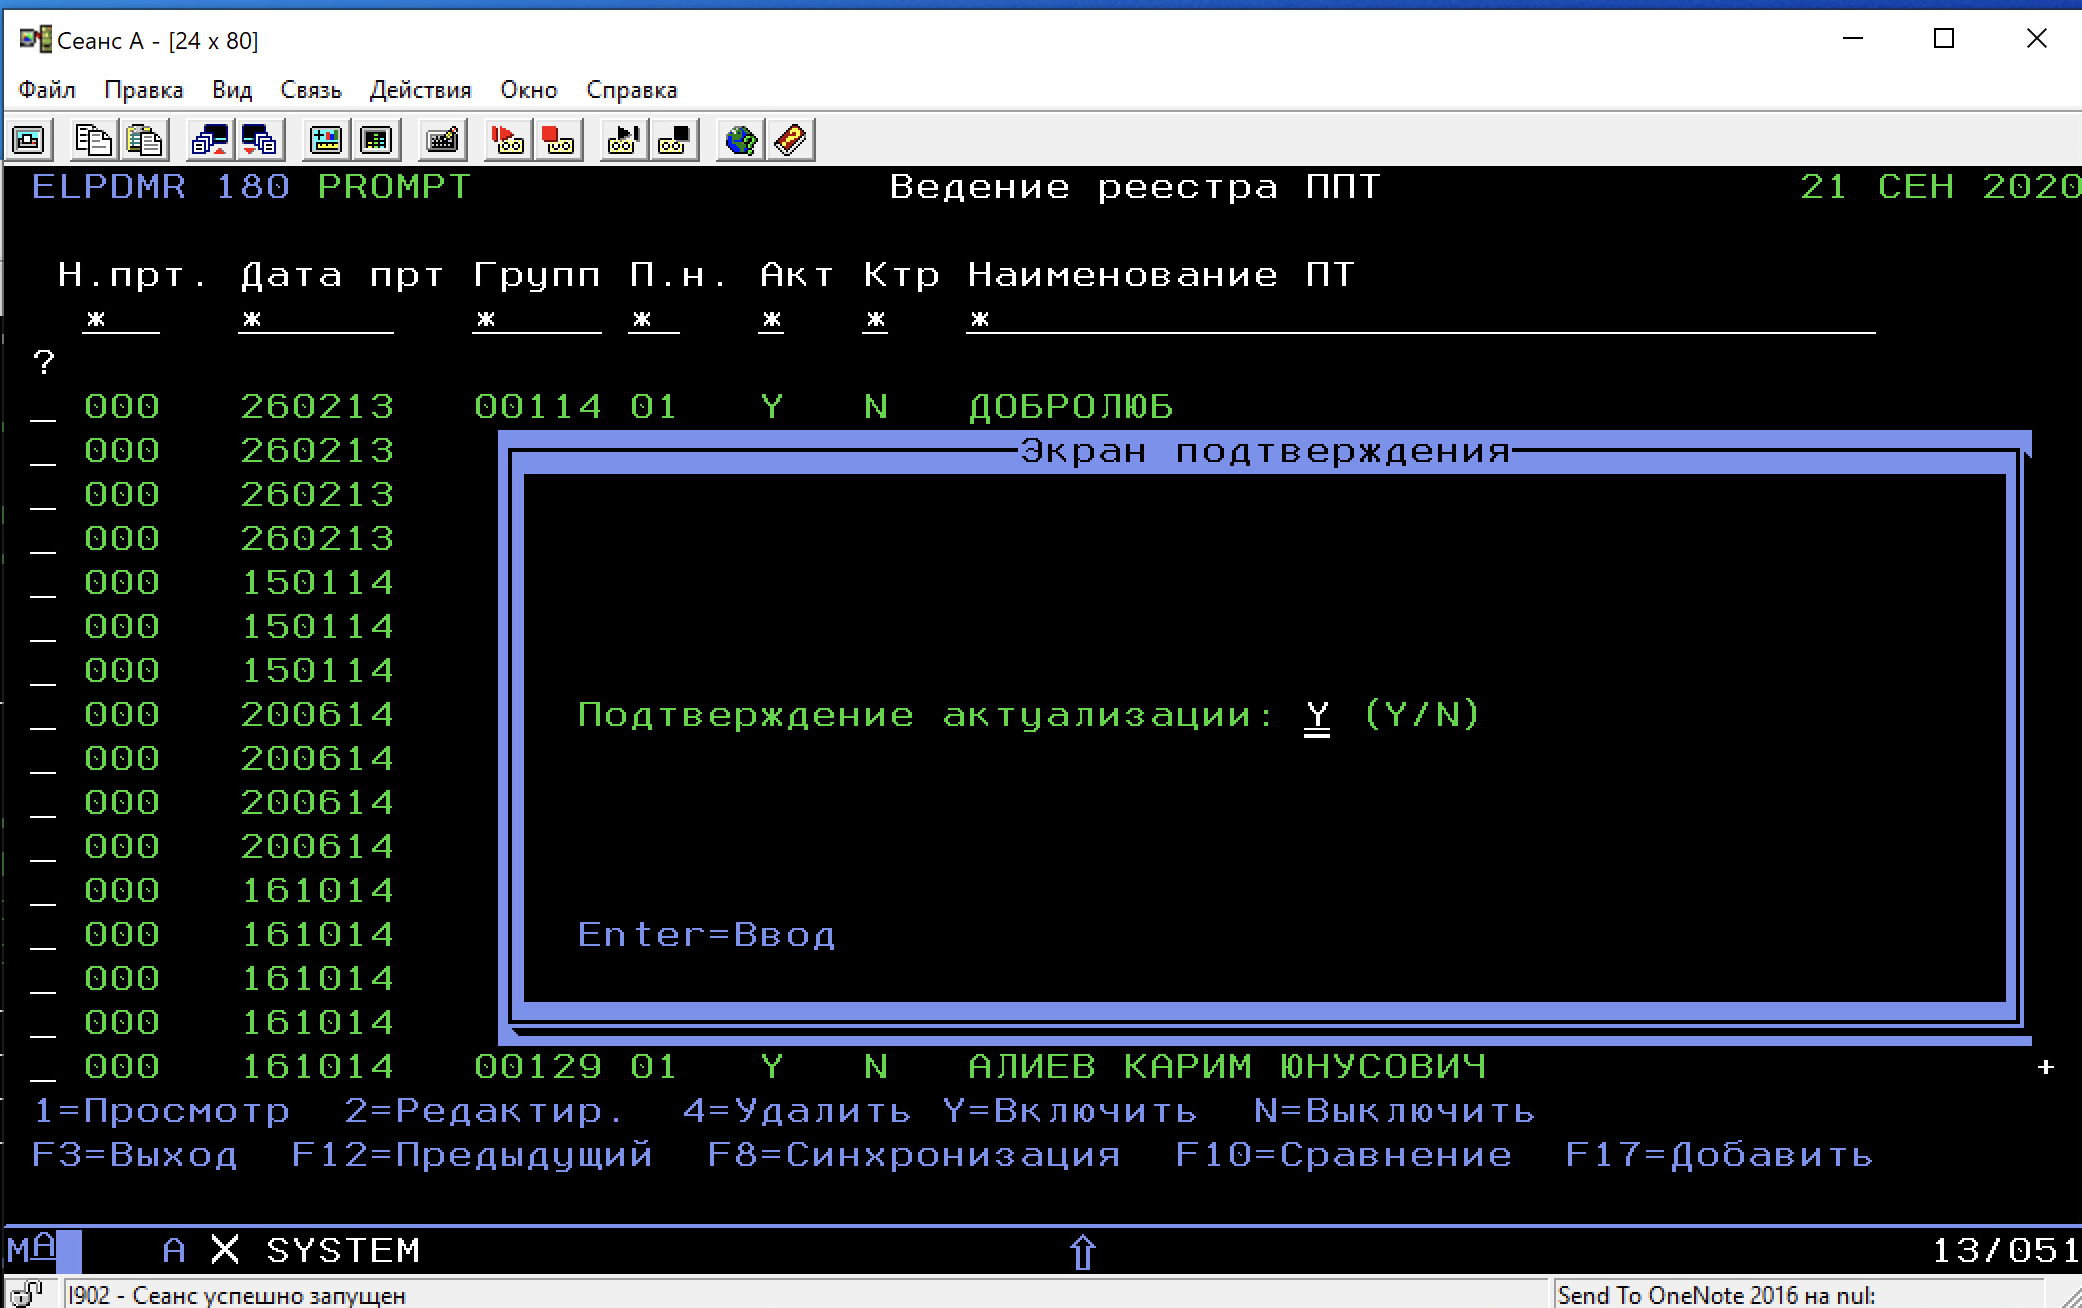 Сеанс A - [24 x 80]
Файл Правка Вид Связь Действия Окно Справка
ELPDMR 180 PROMPT Ведение реестра ППТ 21 СЕН 2020
Н.прт. Дата прт Групп П.н. Акт Ктр Наименование ПТ
* * * * * * *
?
_ 000 260213 00114 01 Y N ДОБРОЛЮБ
_ 000 260213 Экран подтверждения
_ 000 260213
_ 000 260213
_ 000 150114
_ 000 150114
_ 000 150114
_ 000 200614 Подтверждение актуализации: Y (Y/N)
_ 000 200614
_ 000 200614
_ 000 200614
_ 000 161014
_ 000 161014 Enter=Ввод
_ 000 161014
_ 000 161014
_ 000 161014 00129 01 Y N АЛИЕВ КАРИМ ЮНУСОВИЧ +
1=Просмотр 2=Редактир. 4=Удалить Y=Включить N=Выключить
F3=Выход F12=Предыдущий F8=Синхронизация F10=Сравнение F17=Добавить
MA A X SYSTEM 13/051
I902 - Сеанс успешно запущен Send To OneNote 2016 на nul: